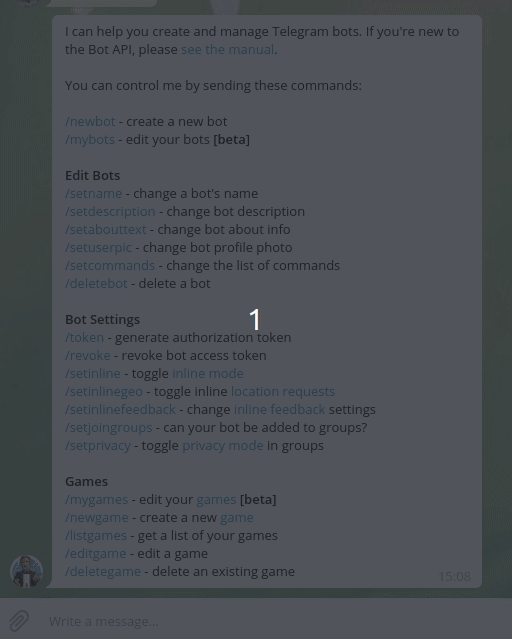 I can help you create and manage Telegram bots. If you're new to
the Bot API, please see the manual.
You can control me by sending these commands:
/newbot - create a new bot
/mybots - edit your bots [beta]
Edit Bots
/setname - change a bot's name
/setdescription - change bot description
/setabouttext - change bot about info
/setuserpic - change bot profile photo
/setcommands - change the list of commands
/deletebot - delete a bot
Bot Settings
1
/token - generate authorization token
/revoke - revoke bot access token
/setinline - toggle inline mode
/setinlinegeo - toggle inline location requests
/setinlinefeedback - change inline feedback settings
/setjoingroups - can your bot be added to groups?
/setprivacy - toggle privacy mode in groups
Games
/mygames - edit your games [beta]
/newgame - create a new game
/listgames - get a list of your games
/editgame - edit a game
/deletegame - delete an existing game
15:08
Write a message...